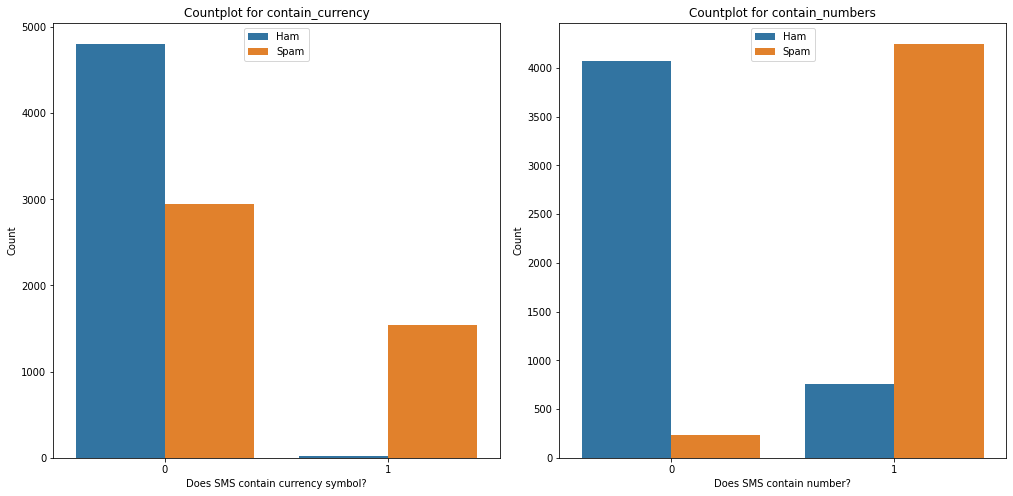 Countplot for contain_currency
Ham
Spam
Count
5000
4000
3000
2000
1000
0
0 1
Does SMS contain currency symbol?
Countplot for contain_numbers
Ham
Spam
Count
4000
3500
3000
2500
2000
1500
1000
500
0
0 1
Does SMS contain number?